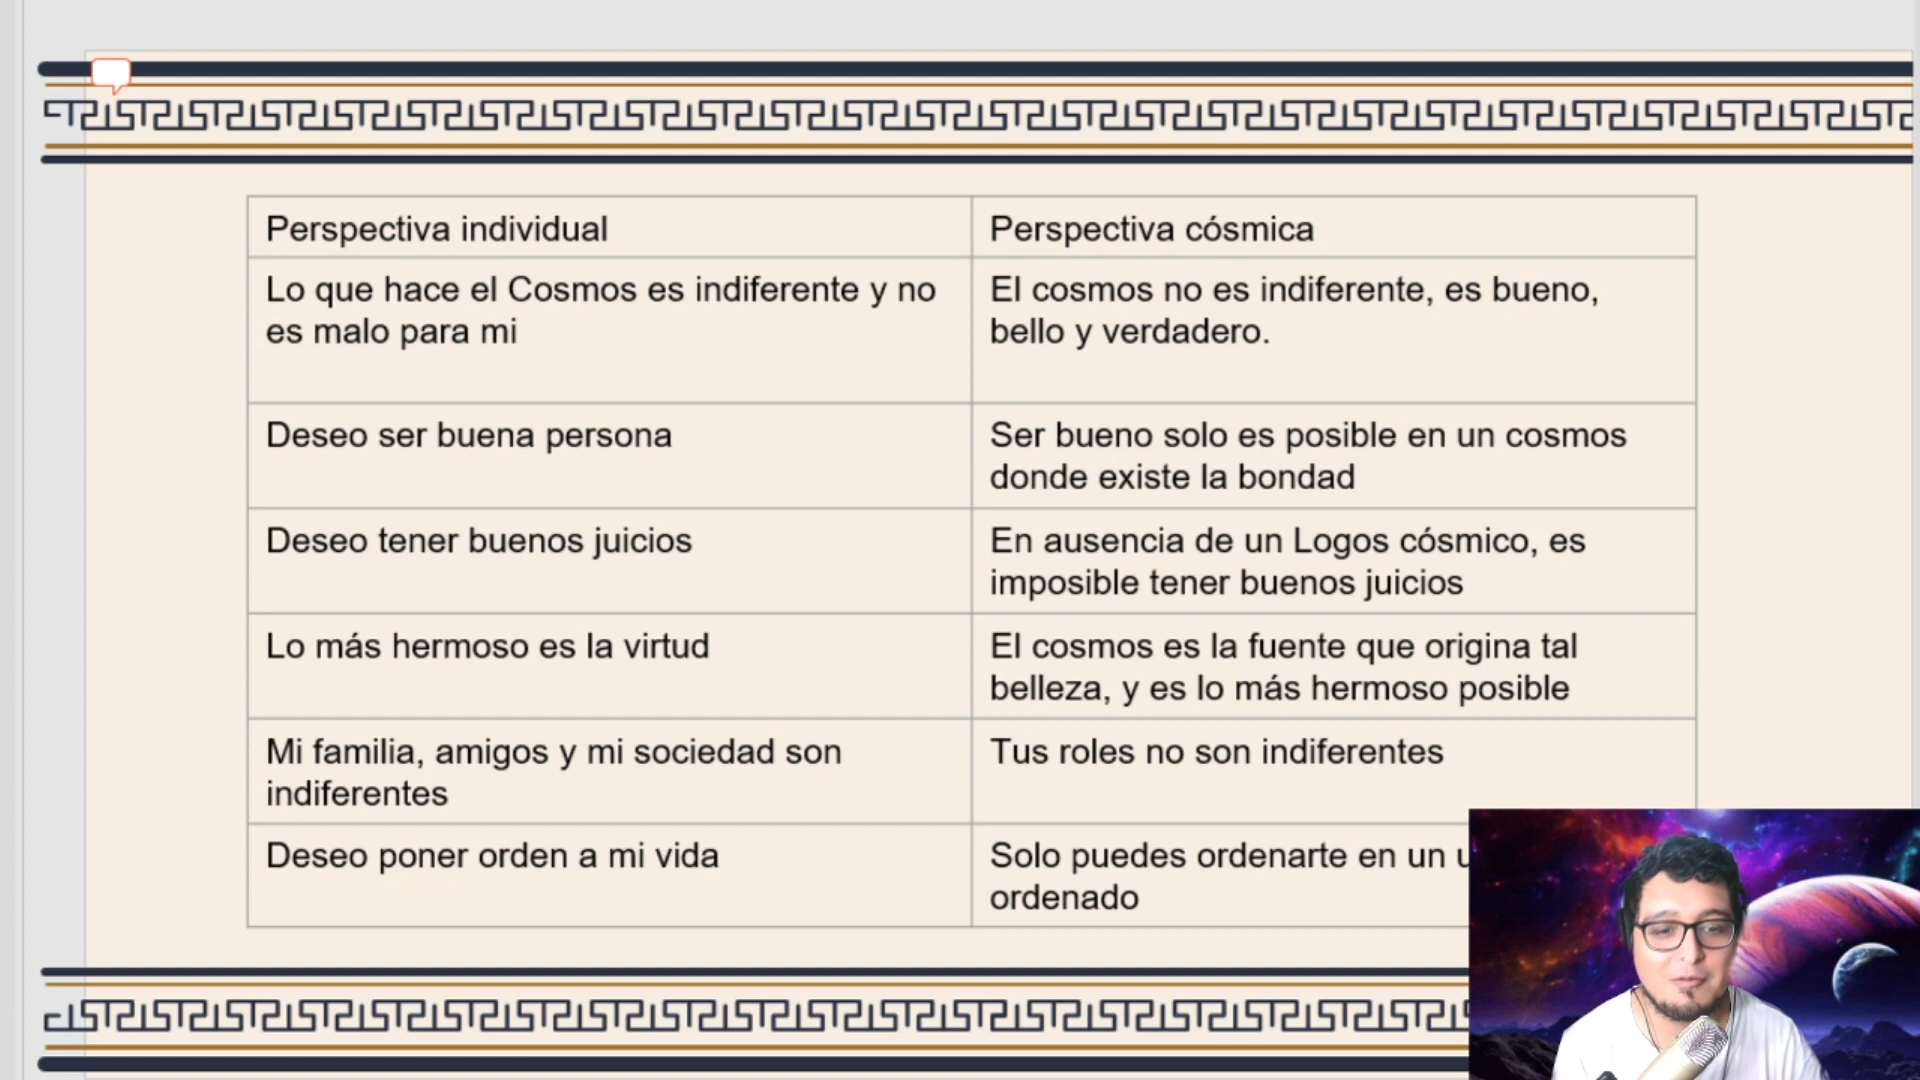 Perspectiva individual
Perspectiva cósmica
Lo que hace el Cosmos es indiferente y no
es malo para mi
El cosmos no es indiferente, es bueno,
bello y verdadero.
Deseo ser buena persona
Ser bueno solo es posible en un cosmos
donde existe la bondad
Deseo tener buenos juicios
En ausencia de un Logos cósmico, es
imposible tener buenos juicios
Lo más hermoso es la virtud
El cosmos es la fuente que origina tal
belleza, y es lo más hermoso posible
Mi familia, amigos y mi sociedad son
indiferentes
Tus roles no son indiferentes
Deseo poner orden a mi vida
Solo puedes ordenarte en un
ordenado